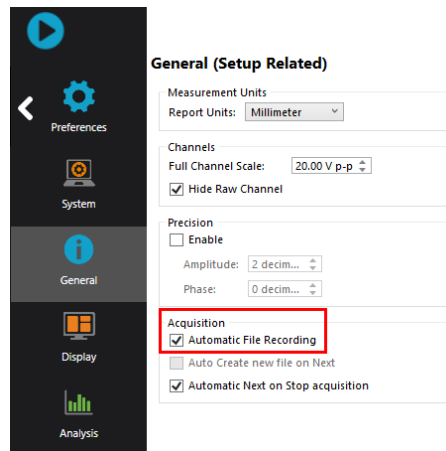 General (Setup Related)
Measurement Units
Report Units: Millimeter
Preferences
Channels
Full Channel Scale: 20.00 V p-p
Hide Raw Channel
System
Precision
Enable
Amplitude: 2 decim...
Phase: 0 decim...
General
Acquisition
Automatic File Recording
Auto Create new file on Next
Automatic Next on Stop acquisition
Display
Analysis